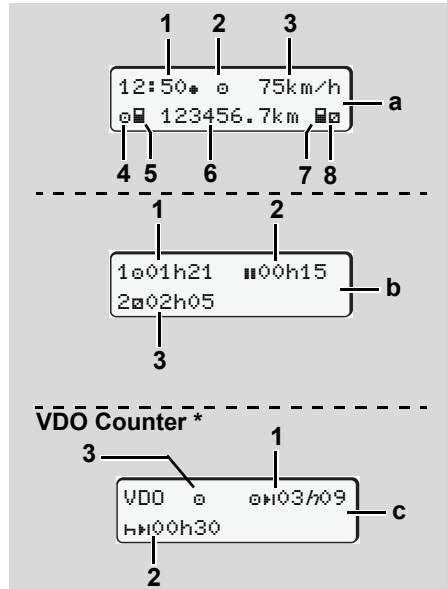 1 2 3
12:50 ⊙ 75km/h
a
⊙ 123456.7km
4 5 6 7 8
1 2
1⊙01h21 00h15
b
2 02h05
3
VDO Counter *
1
3
VDO ⊙ ⊙ 03h09
c
00h30
2